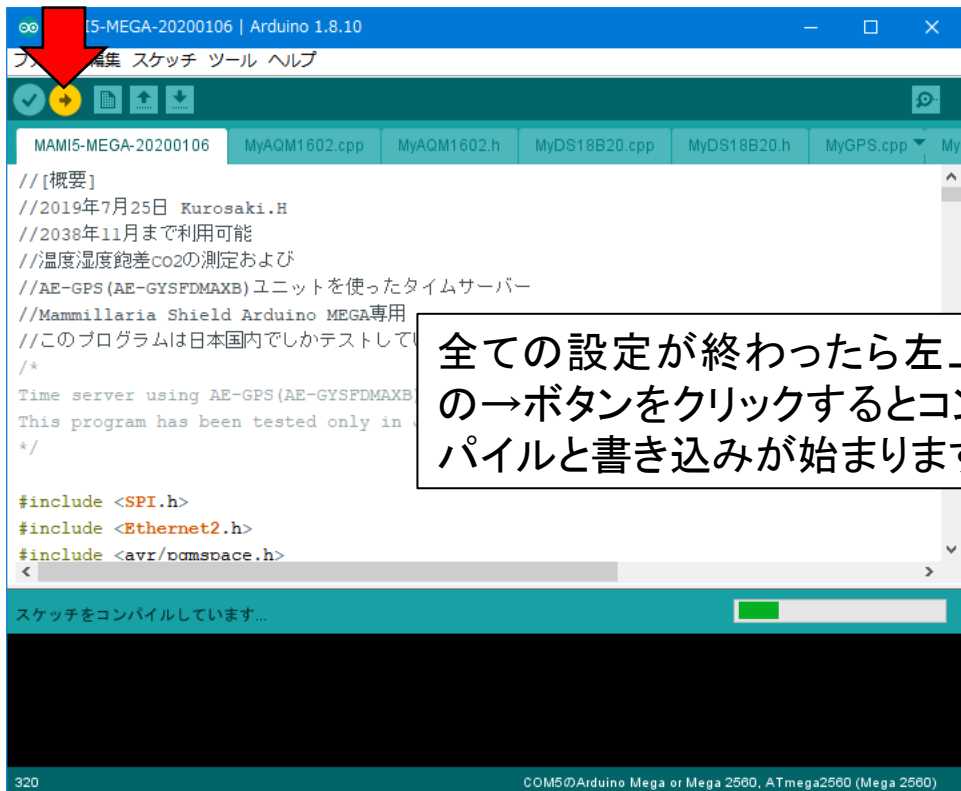 I5-MEGA-20200106 | Arduino 1.8.10
編集 スケッチ ツール ヘルプ
MAMI5-MEGA-20200106 MyAQM1602.cpp MyAQM1602.h MyDS18B20.cpp MyDS18B20.h MyGPS.cpp My
//[概要]
//2019年7月25日 Kurosaki.H
//2038年11月まで利用可能
//温度湿度飽差CO2の測定および
//AE-GPS(AE-GYSFDMAXB)ユニットを使ったタイムサーバー
//Mammillaria Shield Arduino MEGA専用
//このプログラムは日本国内でしかテストして
/*
Time server using AE-GPS(AE-GYSFDMAXB)
This program has been tested only in
*/
#include <SPI.h>
#include <Ethernet2.h>
#include <avr/pgmspace.h>
全ての設定が終わったら左上
の→ボタンをクリックするとコン
パイルと書き込みが始まります
スケッチをコンパイルしています...
320 COM5のArduino Mega or Mega 2560, ATmega2560 (Mega 2560)